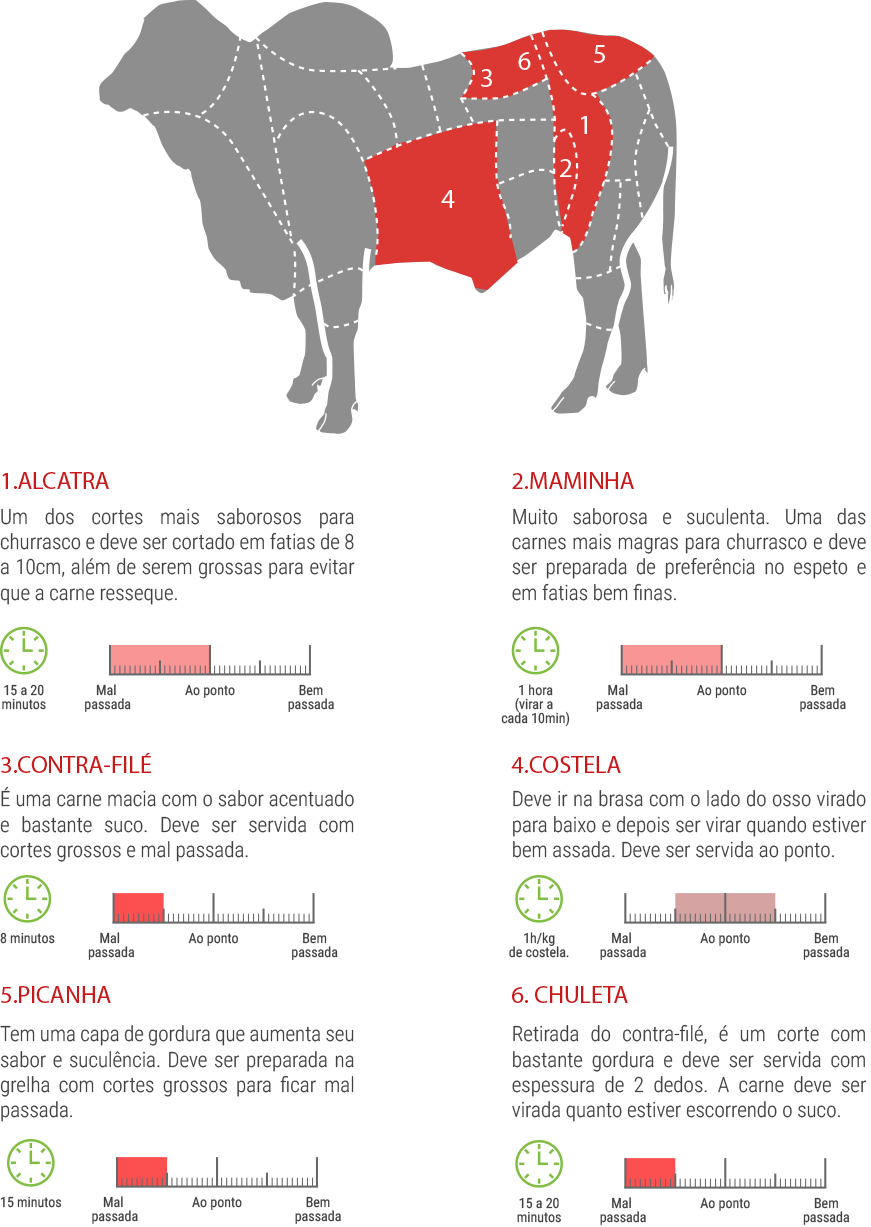 5
6
3
1
2
4
1.ALCATRA
Um dos cortes mais saborosos para
churrasco e deve ser cortado em fatias de 8
a 10cm, além de serem grossas para evitar
que a carne resseque.
15 a 20
minutos
Mal
passada
Ao ponto
Bem
passada
2.MAMINHA
Muito saborosa e suculenta. Uma das
carnes mais magras para churrasco e deve
ser preparada de preferência no espeto e
em fatias bem finas.
1 hora
(virar a
cada 10min)
Mal
passada
Ao ponto
Bem
passada
3.CONTRA-FILÉ
É uma carne macia com o sabor acentuado
e bastante suco. Deve ser servida com
cortes grossos e mal passada.
8 minutos
Mal
passada
Ao ponto
Bem
passada
4.COSTELA
Deve ir na brasa com o lado do osso virado
para baixo e depois ser virar quando estiver
bem assada. Deve ser servida ao ponto.
1h/kg
de costela.
Mal
passada
Ao ponto
Bem
passada
5.PICANHA
Tem uma capa de gordura que aumenta seu
sabor e suculência. Deve ser preparada na
grelha com cortes grossos para ficar mal
passada.
15 minutos
Mal
passada
Ao ponto
Bem
passada
6. CHULETA
Retirada do contra-filé, é um corte com
bastante gordura e deve ser servida com
espessura de 2 dedos. A carne deve ser
virada quanto estiver escorrendo o suco.
15 a 20
minutos
Mal
passada
Ao ponto
Bem
passada